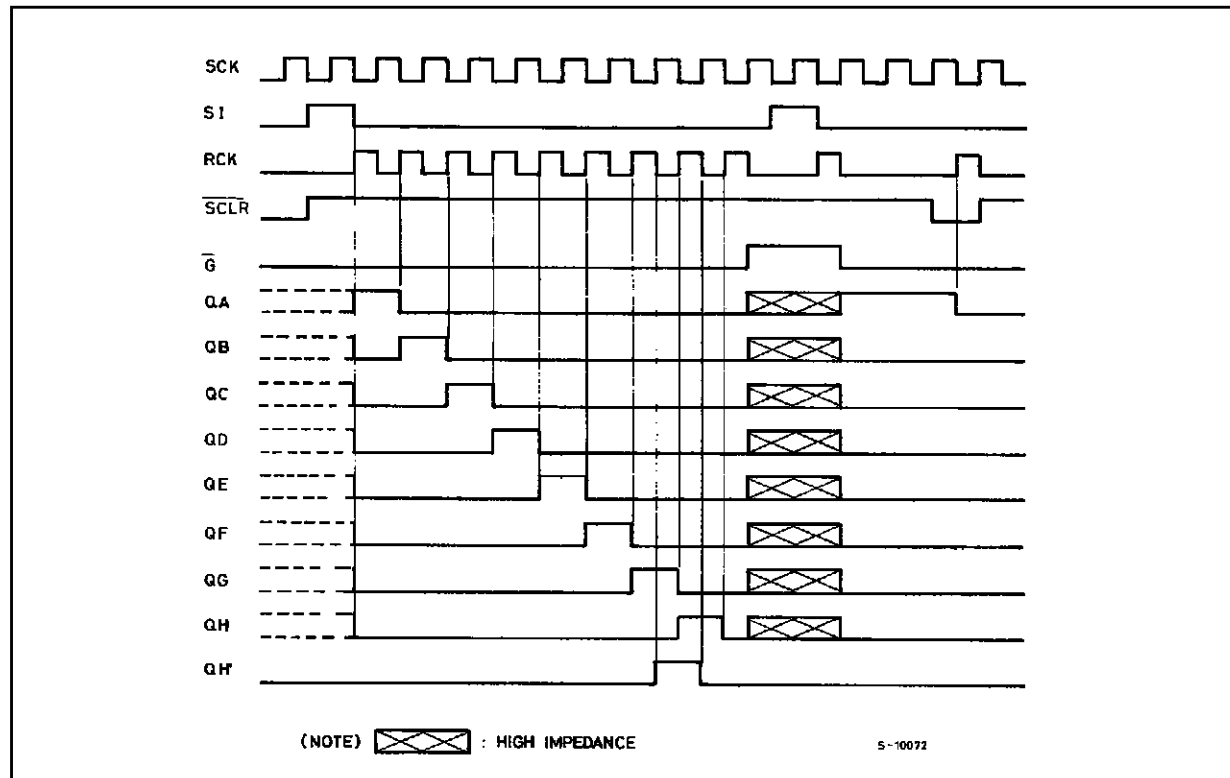 SCK
SI
RCK
SCLR
G
QA
QB
QC
QD
QE
QF
QG
QH
QH'
(NOTE) : HIGH IMPEDANCE
S-10072